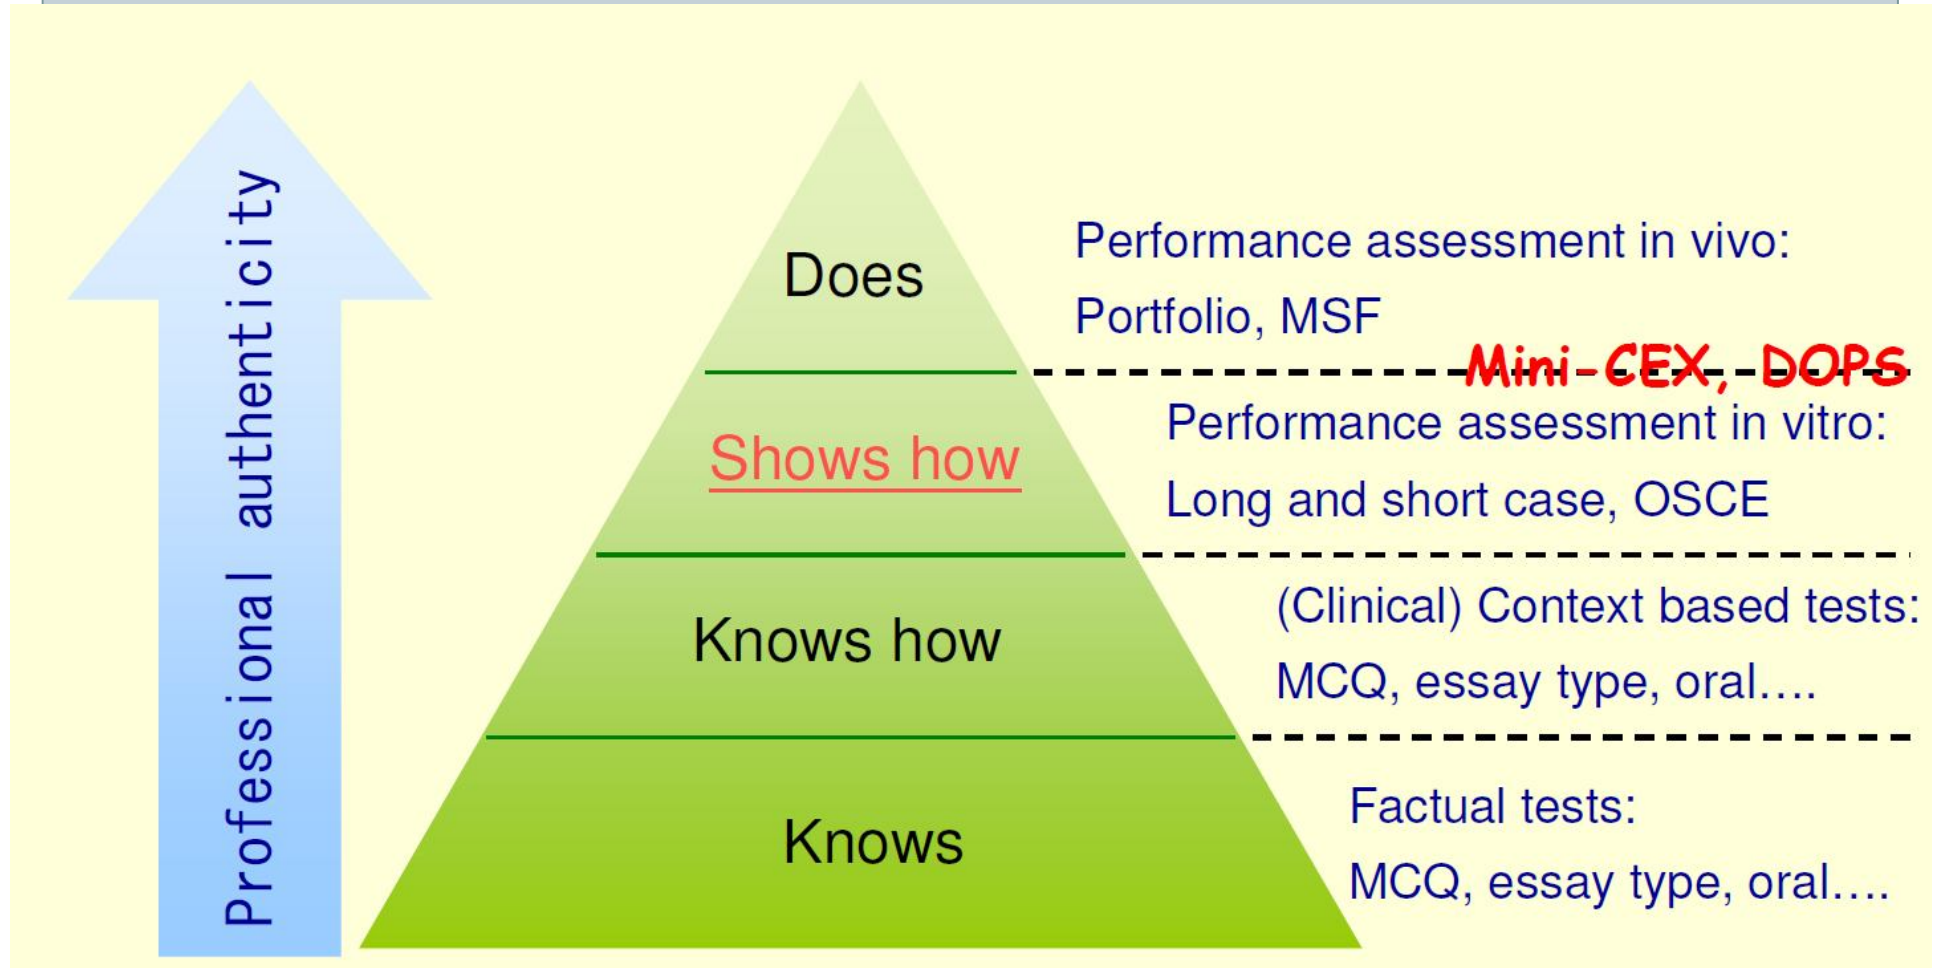 Professional authenticity
Does
Performance assessment in vivo:
Portfolio, MSF
Mini-CEX, DOPS
Shows how
Performance assessment in vitro:
Long and short case, OSCE
Knows how
(Clinical) Context based tests:
MCQ, essay type, oral....
Knows
Factual tests:
MCQ, essay type, oral....